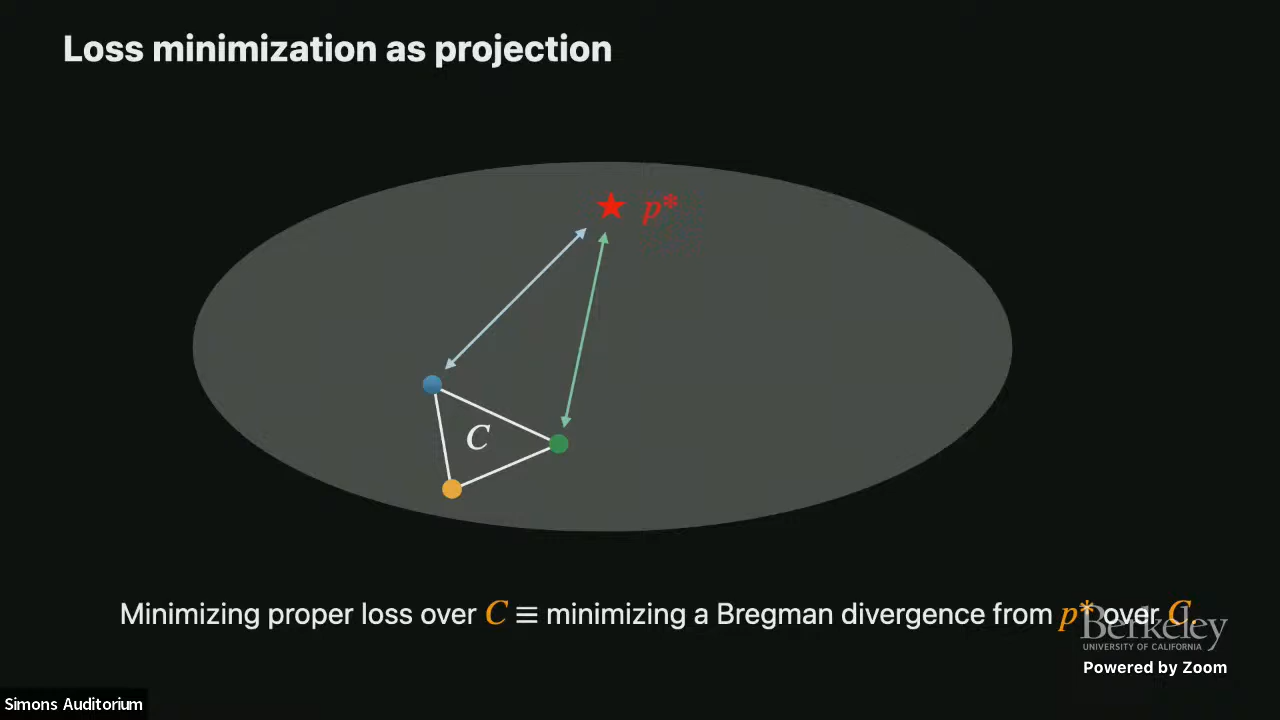 Loss minimization as projection
p*
C
Minimizing proper loss over C ≡ minimizing a Bregman divergence from p* over C.
Berkeley
UNIVERSITY OF CALIFORNIA
Powered by Zoom
Simons Auditorium